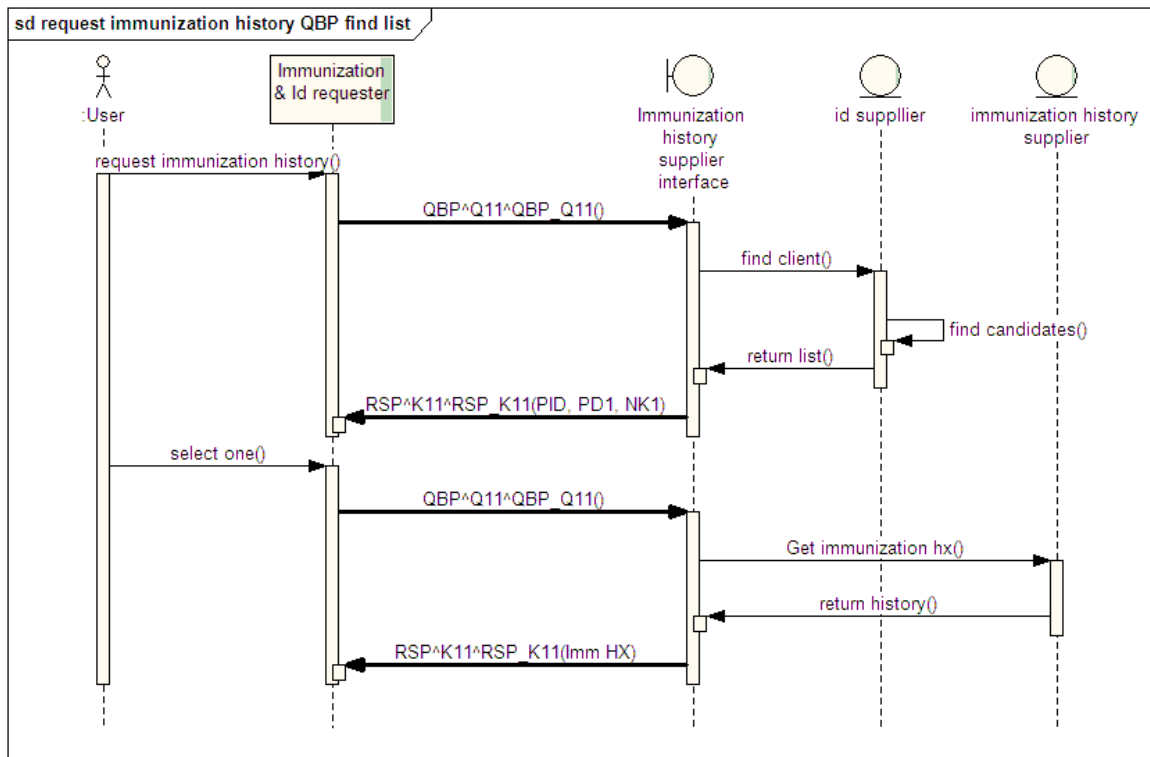 sd request immunization history QBP find list
:User
Immunization
& Id requester
Immunization
history
supplier
interface
id suppllier
immunization history
supplier
request immunization history()
QBP^Q11^QBP_Q11()
find client()
find candidates()
return list()
RSP^K11^RSP_K11(PID, PD1, NK1)
select one()
QBP^Q11^QBP_Q11()
Get immunization hx()
return history()
RSP^K11^RSP_K11(Imm HX)